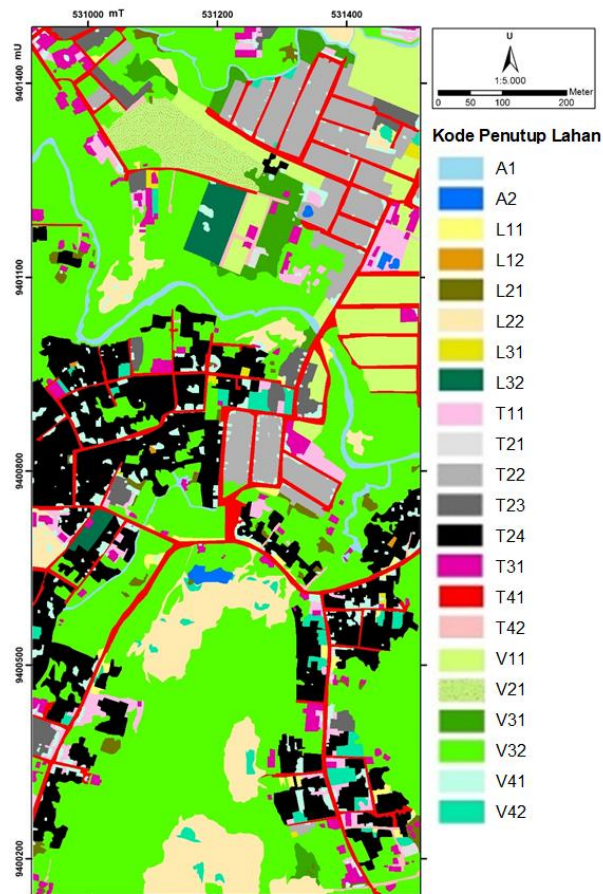 531000 mT
531200
531400
mU
9401400
9401100
9400800
9400500
9400200
U
1:5.000
Meter
0 50 100 200
Kode Penutup Lahan
A1
A2
L11
L12
L21
L22
L31
L32
T11
T21
T22
T23
T24
T31
T41
T42
V11
V21
V31
V32
V41
V42